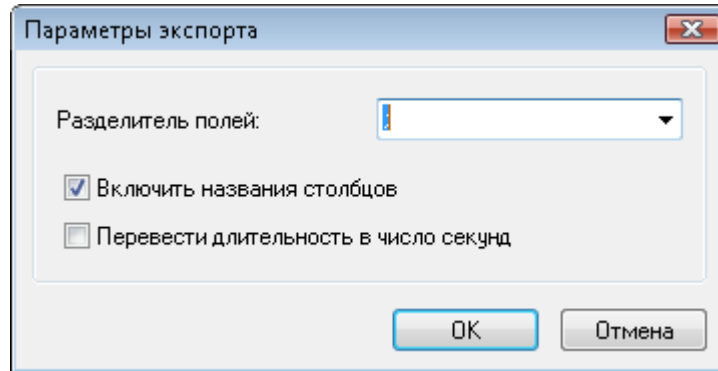 Параметры экспорта
Разделитель полей: ;
Включить названия столбцов
Перевести длительность в число секунд
OK Отмена